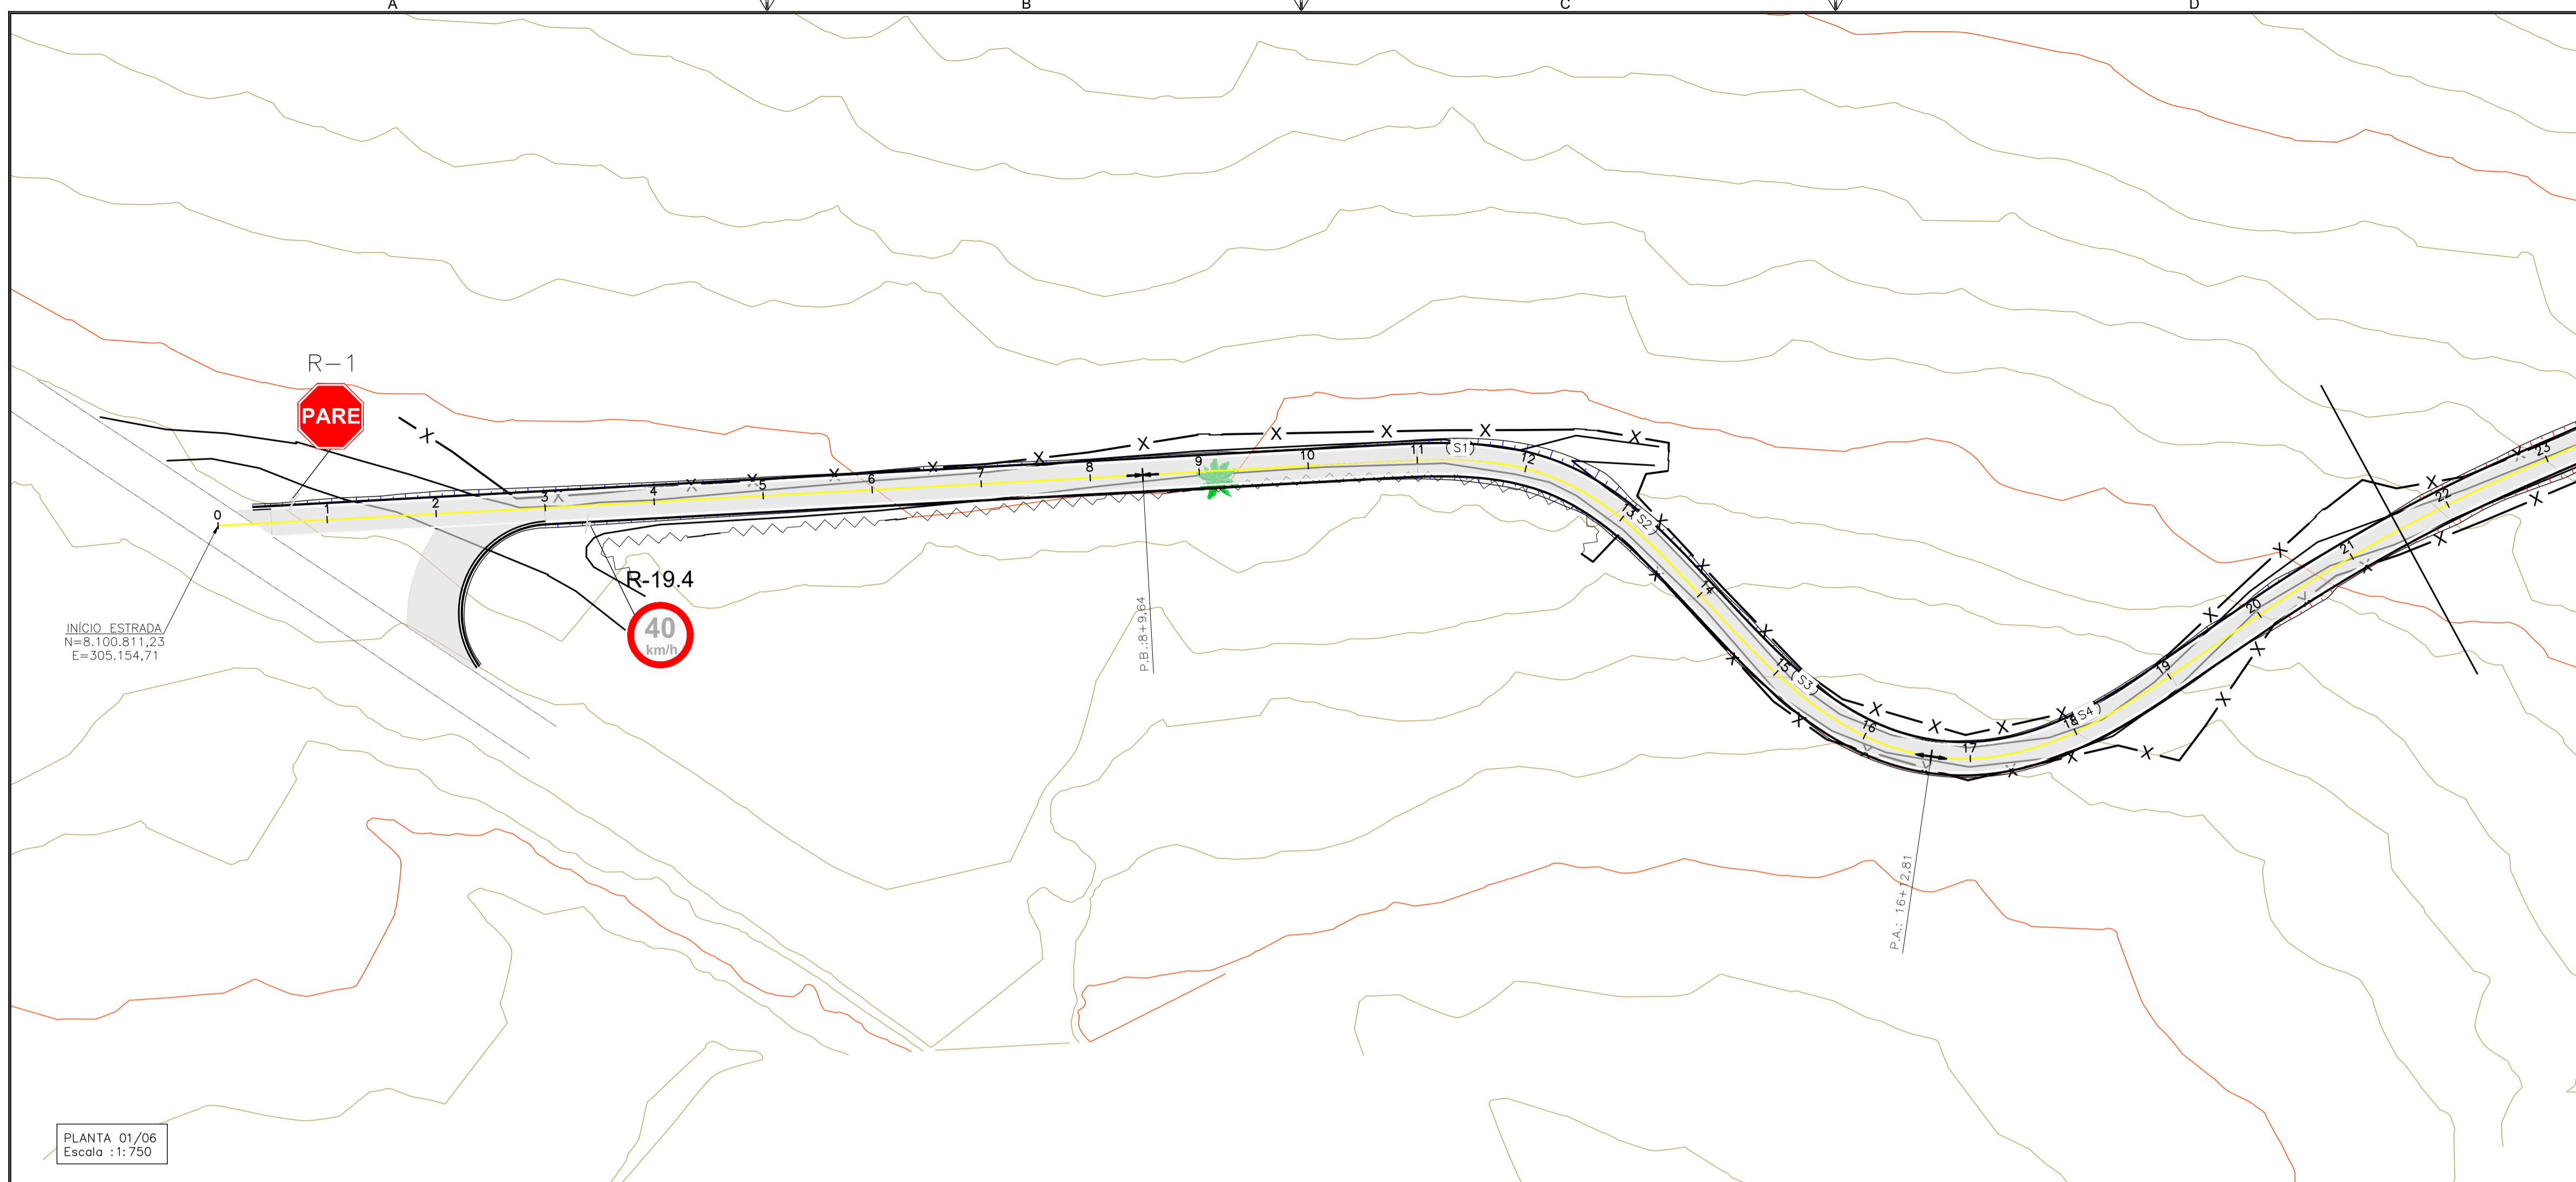 A
B
C
D
R-1
PARE
INÍCIO ESTRADA
N=8.100.811,23
E=305.154,71
0
1
2
3
4
5
6
7
8
9
10
11
(S1)
12
13
(S2)
14
15
(S3)
16
17
18
(S4)
19
20
21
22
23
R-19.4
40
km/h
P.B.:8+9,64
P.A.: 16+12,81
PLANTA 01/06
Escala :1:750